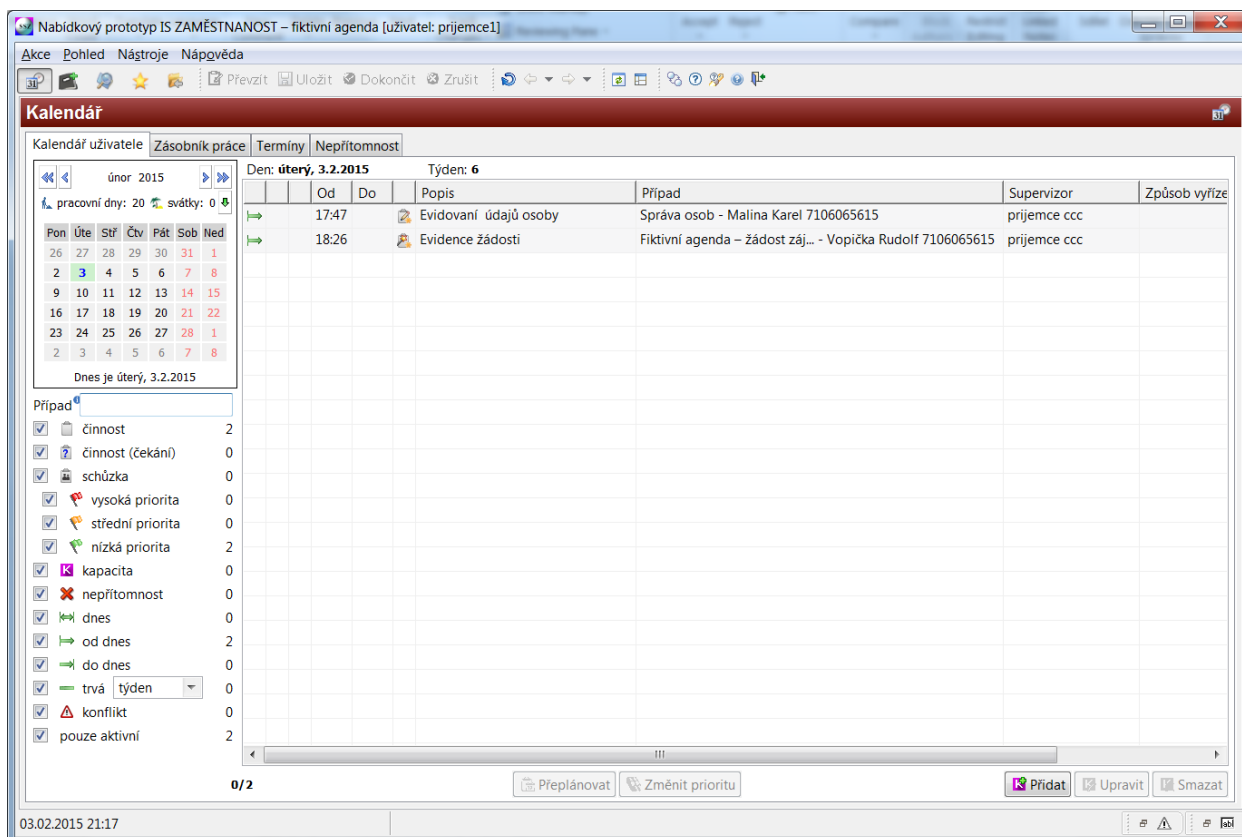 Nabídkový prototyp IS ZAMĚSTNANOST – fiktivní agenda [uživatel: prijemce1]
Akce Pohled Nástroje Nápověda
Převzít Uložit Dokončit Zrušit
Kalendář
Kalendář uživatele Zásobník práce Termíny Nepřítomnost
únor 2015
pracovní dny: 20 svátky: 0
Pon Úte Stř Čtv Pát Sob Ned
26 27 28 29 30 31 1
2 3 4 5 6 7 8
9 10 11 12 13 14 15
16 17 18 19 20 21 22
23 24 25 26 27 28 1
2 3 4 5 6 7 8
Dnes je úterý, 3.2.2015
Případ
činnost 2
činnost (čekání) 0
schůzka 0
vysoká priorita 0
střední priorita 0
nízká priorita 2
kapacita 0
nepřítomnost 0
dnes 0
od dnes 2
do dnes 0
trvá týden 0
konflikt 0
pouze aktivní 2
0/2
Den: úterý, 3.2.2015 Týden: 6
Od Do Popis Případ Supervizor Způsob vyříze
17:47 Evidovaní údajů osoby Správa osob - Malina Karel 7106065615 prijemce ccc
18:26 Evidence žádosti Fiktivní agenda – žádost záj... - Vopička Rudolf 7106065615 prijemce ccc
Přeplánovat Změnit prioritu Přidat Upravit Smazat
03.02.2015 21:17